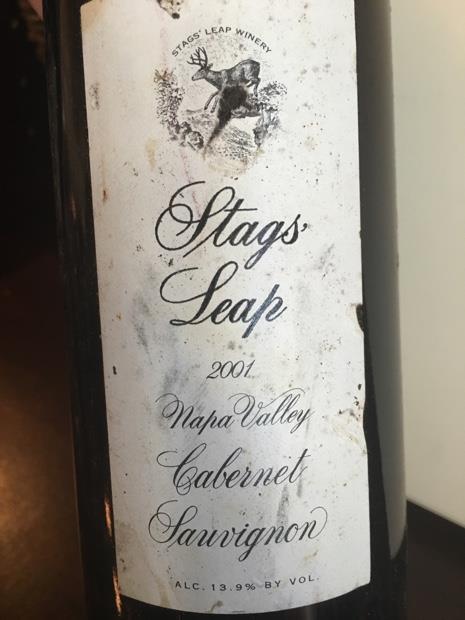 STAGS' LEAP WINERY
Stags'
Leap
2001
Napa Valley
Cabernet
Sauvignon
ALC. 13.9% BY VOL.